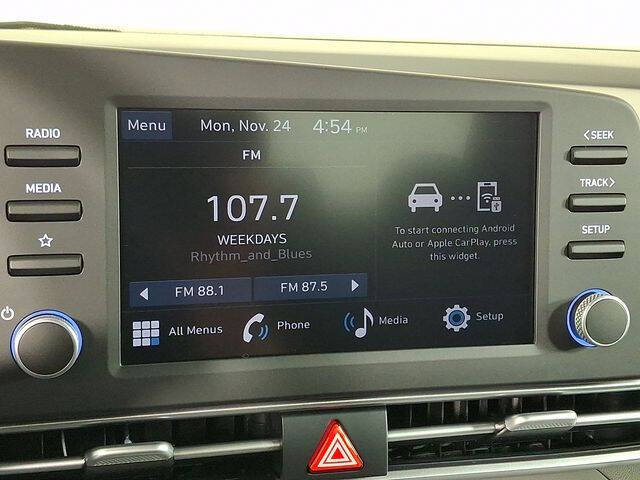 RADIO
MEDIA
Menu
Mon, Nov. 24
4:54 PM
FM
107.7
WEEKDAYS
Rhythm_and_Blues
FM 88.1
FM 87.5
To start connecting Android
Auto or Apple CarPlay, press
this widget.
All Menus
Phone
Media
Setup
<SEEK
TRACK>
SETUP